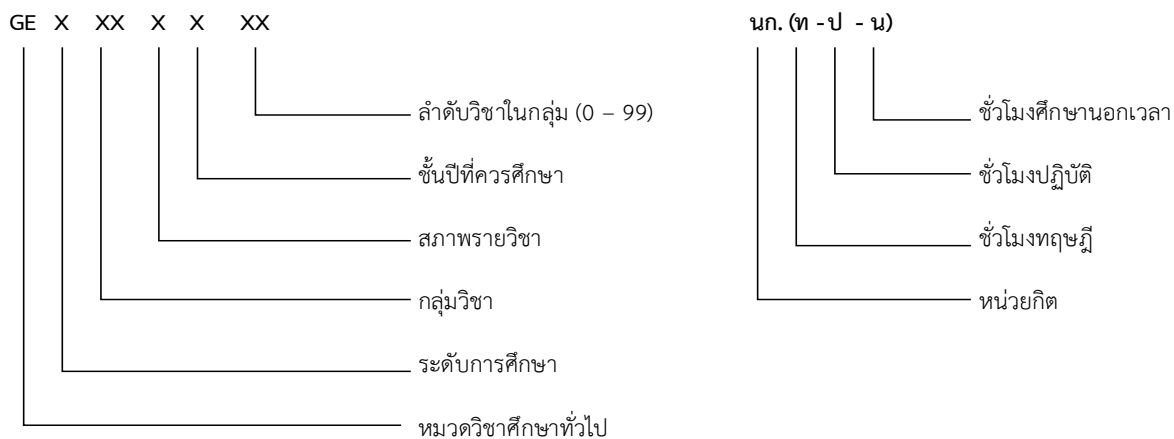 GE X XX X X XX นก. (ท - ป - น)
ลำดับวิชาในกลุ่ม (0 – 99) ชั่วโมงศึกษานอกเวลา
ชั้นปีที่ควรศึกษา ชั่วโมงปฏิบัติ
สภาพรายวิชา ชั่วโมงทฤษฎี
กลุ่มวิชา หน่วยกิต
ระดับการศึกษา
หมวดวิชาศึกษาทั่วไป